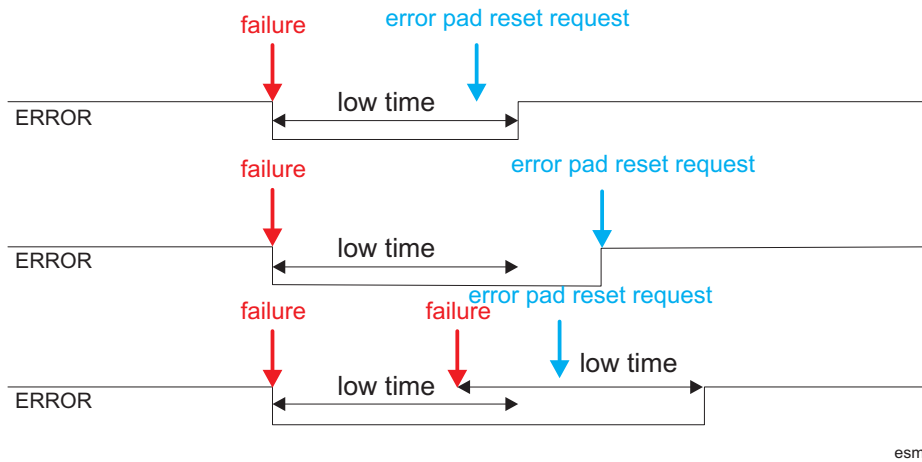 failure
error pad reset request
low time
ERROR
failure
error pad reset request
low time
ERROR
failure
failure
error pad reset request
low time
low time
ERROR
esm